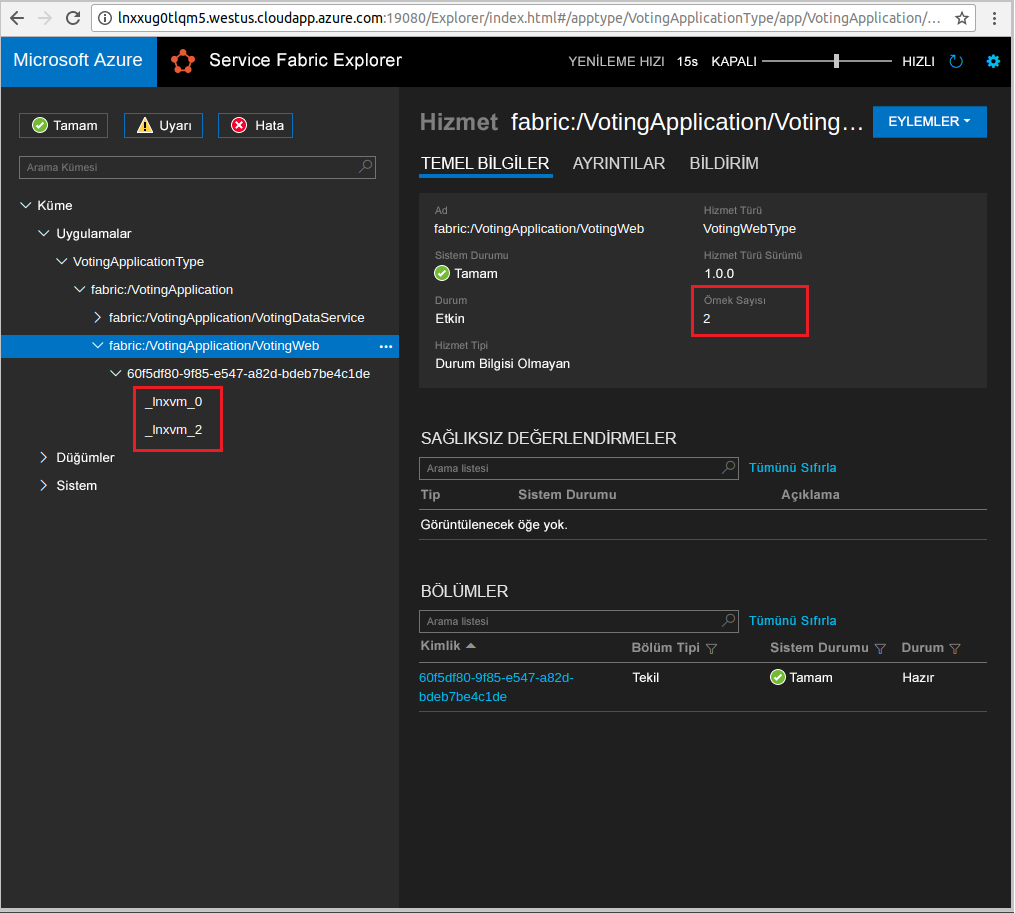 lnxxug0tlqm5.westus.cloudapp.azure.com:19080/Explorer/index.html#/apptype/VotingApplicationType/app/VotingApplication/...
Microsoft Azure
Service Fabric Explorer
YENİLEME HIZI 15s KAPALI HIZLI
Tamam
Uyarı
Hata
Arama Kümesi
Küme
Uygulamalar
VotingApplicationType
fabric:/VotingApplication
fabric:/VotingApplication/VotingDataService
fabric:/VotingApplication/VotingWeb
60f5df80-9f85-e547-a82d-bdeb7be4c1de
_lnxvm_0
_lnxvm_2
Düğümler
Sistem
Hizmet fabric:/VotingApplication/Voting...
EYLEMLER
TEMEL BİLGİLER AYRINTILAR BİLDİRİM
Ad
fabric:/VotingApplication/VotingWeb
Hizmet Türü
VotingWebType
Sistem Durumu
Tamam
Hizmet Türü Sürümü
1.0.0
Durum
Etkin
Örnek Sayısı
2
Hizmet Tipi
Durum Bilgisi Olmayan
SAĞLIKSIZ DEĞERLENDİRMELER
Arama listesi
Tümünü Sıfırla
Tip Sistem Durumu Açıklama
Görüntülenecek öğe yok.
BÖLÜMLER
Arama listesi
Tümünü Sıfırla
Kimlik Bölüm Tipi Sistem Durumu Durum
60f5df80-9f85-e547-a82d- Tekil Tamam Hazır
bdeb7be4c1de